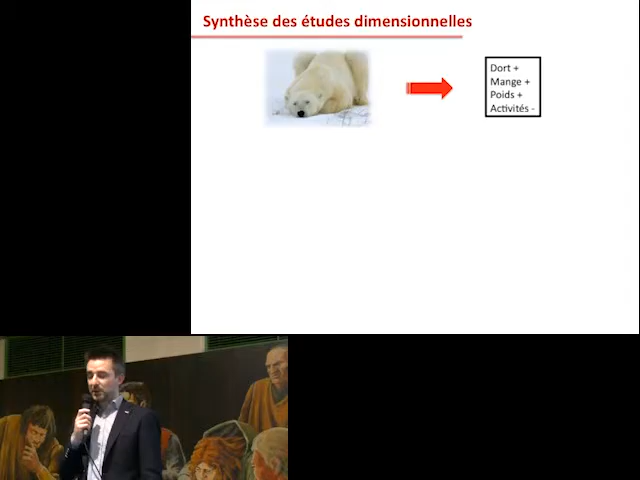 Synthèse des études dimensionnelles
Dort +
Mange +
Poids +
Activités -